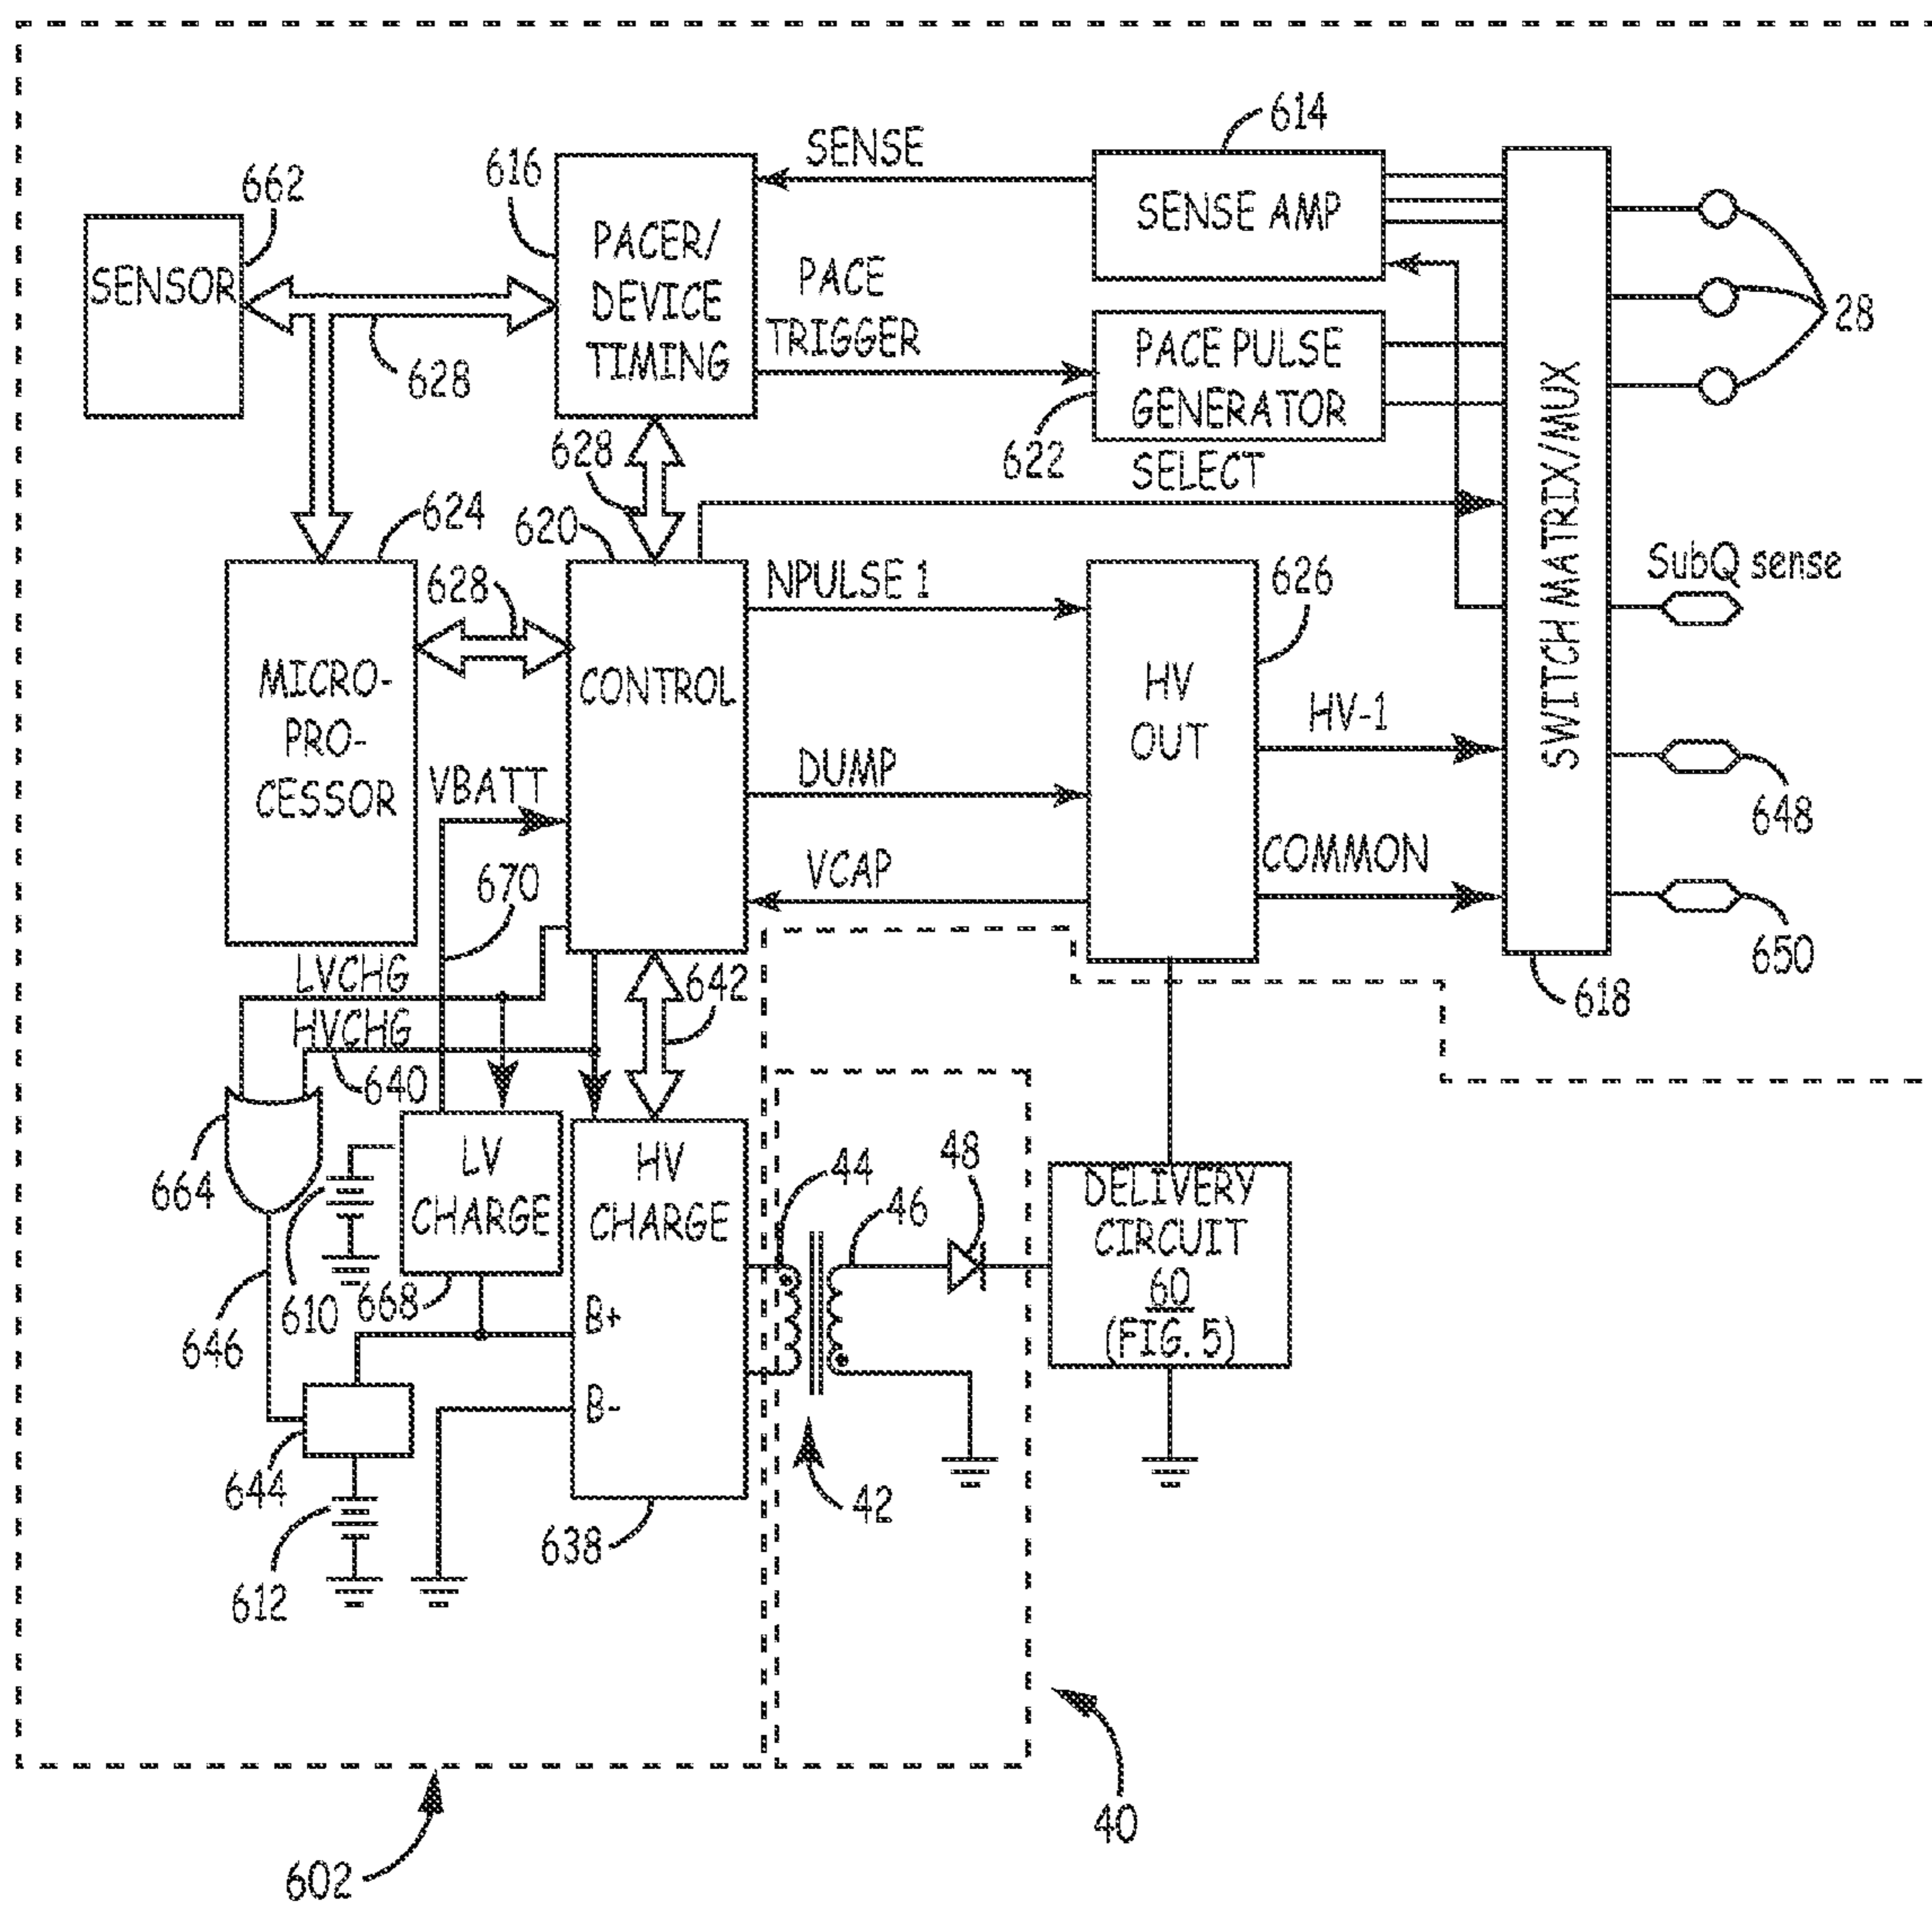 614
SENSE
616
662
SENSE AMP
PACER/
DEVICE
TIMING
SENSOR
PACE
TRIGGER
28
628
PACE PULSE
GENERATOR
622
628
SELECT
SWITCH MATRIX/MUX
624
620
SubQ sense
628
NPULSE 1
626
MICRO-
PRO-
CESSOR
CONTROL
HV
OUT
HV-1
VBATT
DUMP
648
670
VCAP
COMMON
650
LVCHG
642
618
HVCHG
640
664
LV
CHARGE
HV
CHARGE
44
48
46
DELIVERY
CIRCUIT
60
(FIG. 5)
610
668
B+
646
B-
644
42
638
612
40
602